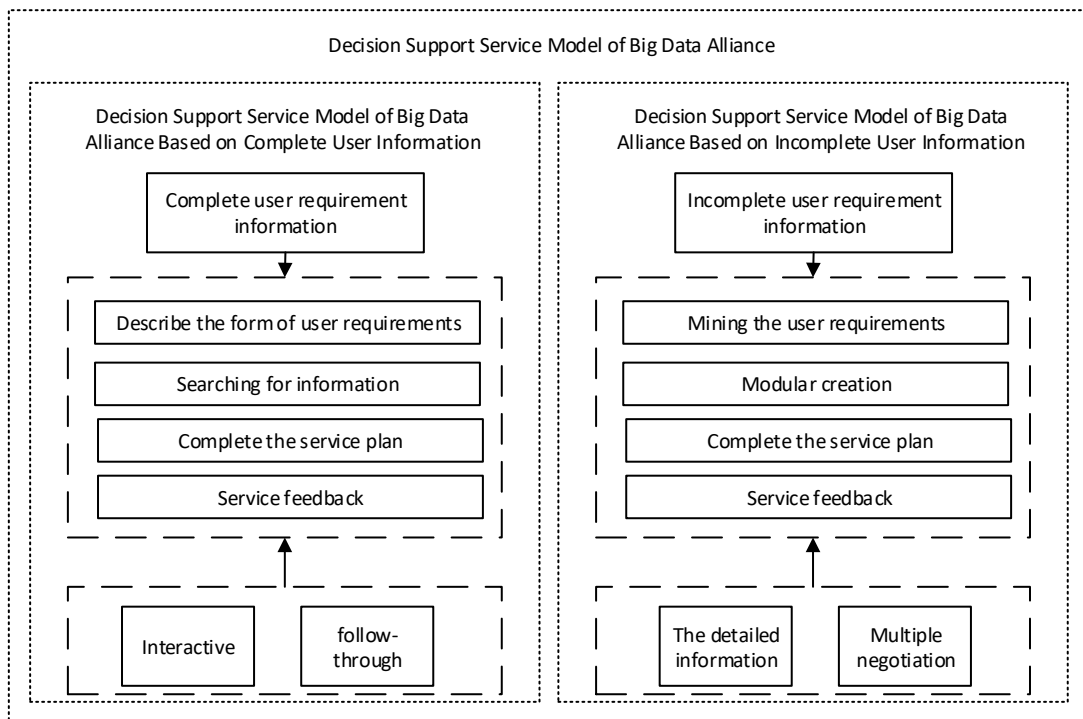 Decision Support Service Model of Big Data Alliance
Decision Support Service Model of Big Data
Alliance Based on Complete User Information
Complete user requirement
information
Describe the form of user requirements
Searching for information
Complete the service plan
Service feedback
Interactive
follow-
through
Decision Support Service Model of Big Data
Alliance Based on Incomplete User Information
Incomplete user requirement
information
Mining the user requirements
Modular creation
Complete the service plan
Service feedback
The detailed
information
Multiple
negotiation